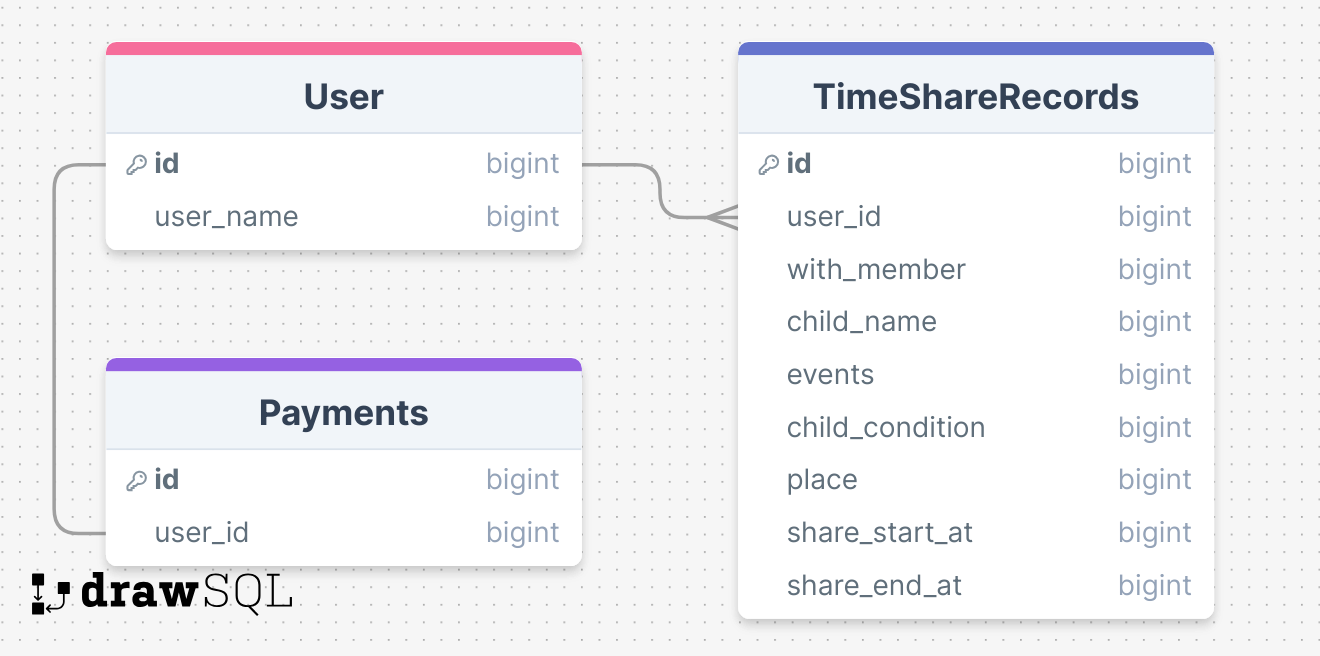 User
id bigint
user_name bigint
Payments
id bigint
user_id bigint
TimeShareRecords
id bigint
user_id bigint
with_member bigint
child_name bigint
events bigint
child_condition bigint
place bigint
share_start_at bigint
share_end_at bigint
drawSQL